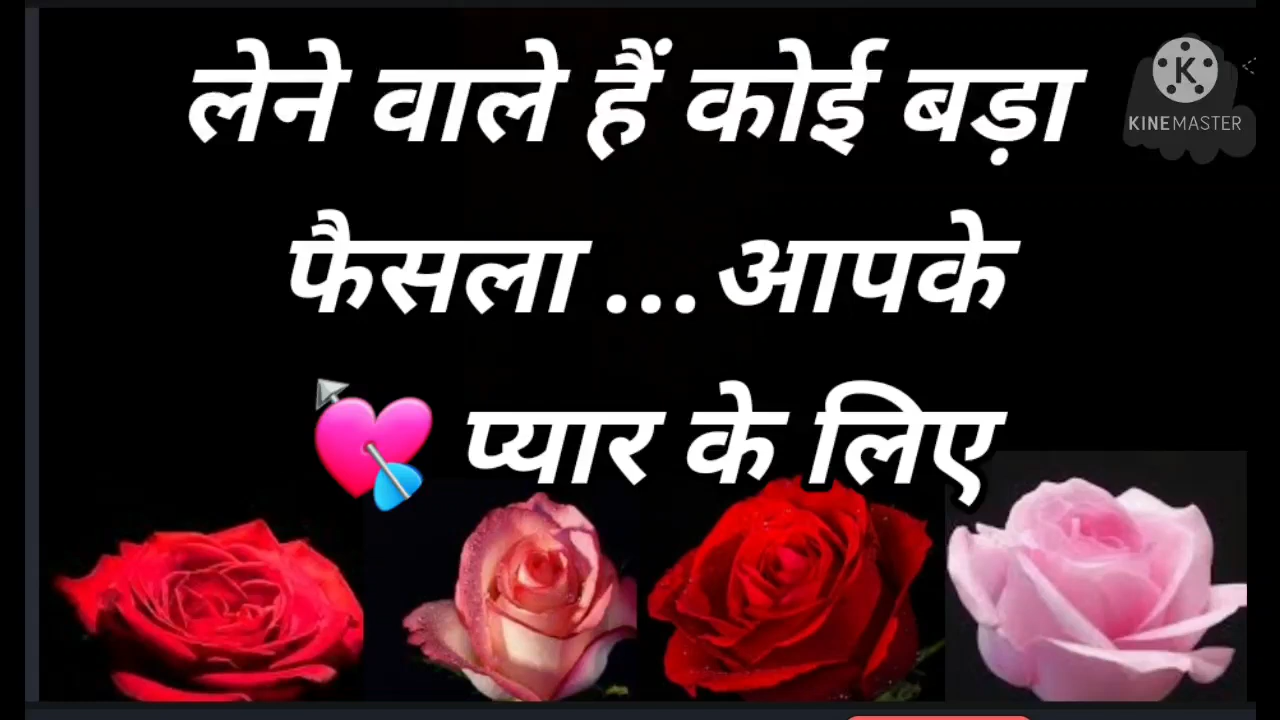 लेने वाले हैं कोई बड़ा
फैसला ... आपके
💘 प्यार के लिए
KINEMASTER